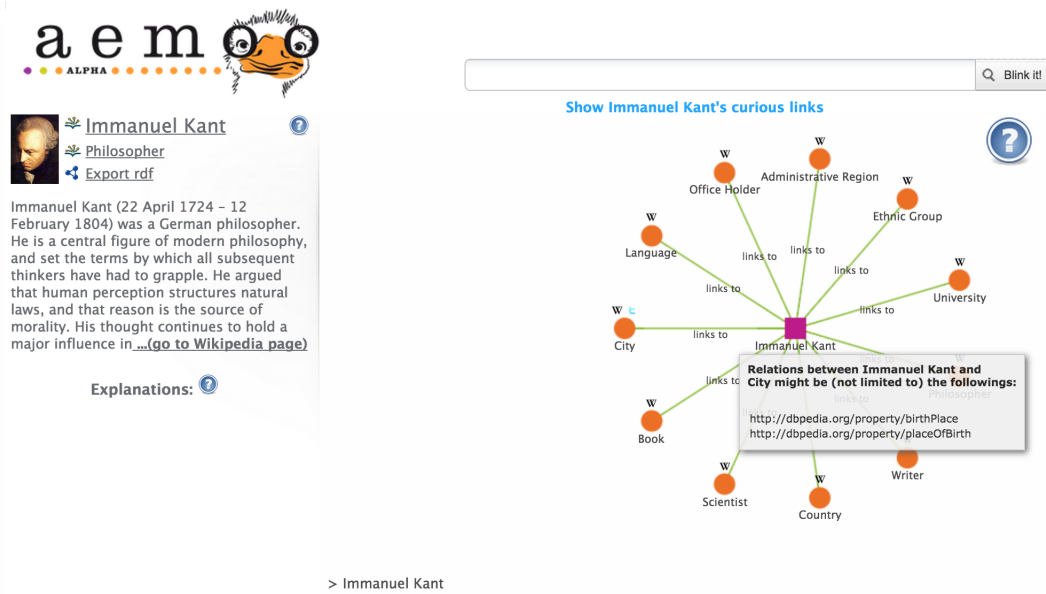 aemoo
ALPHA
Blink it!
Show Immanuel Kant's curious links
Immanuel Kant
?
Philosopher
Export rdf
Immanuel Kant (22 April 1724 – 12
February 1804) was a German philosopher.
He is a central figure of modern philosophy,
and set the terms by which all subsequent
thinkers have had to grapple. He argued
that human perception structures natural
laws, and that reason is the source of
morality. His thought continues to hold a
major influence in ...(go to Wikipedia page)
Explanations: ?
?
W
Administrative Region
W
Office Holder
W
Ethnic Group
W
Language
links to
links to
links to
W
University
links to
links to
W t
City
links to
Immanuel Kant
links to
W
Philosopher
Relations between Immanuel Kant and
City might be (not limited to) the followings:
http://dbpedia.org/property/birthPlace
http://dbpedia.org/property/placeOfBirth
links to
links to
W
Book
W
Writer
W
Scientist
W
Country
> Immanuel Kant